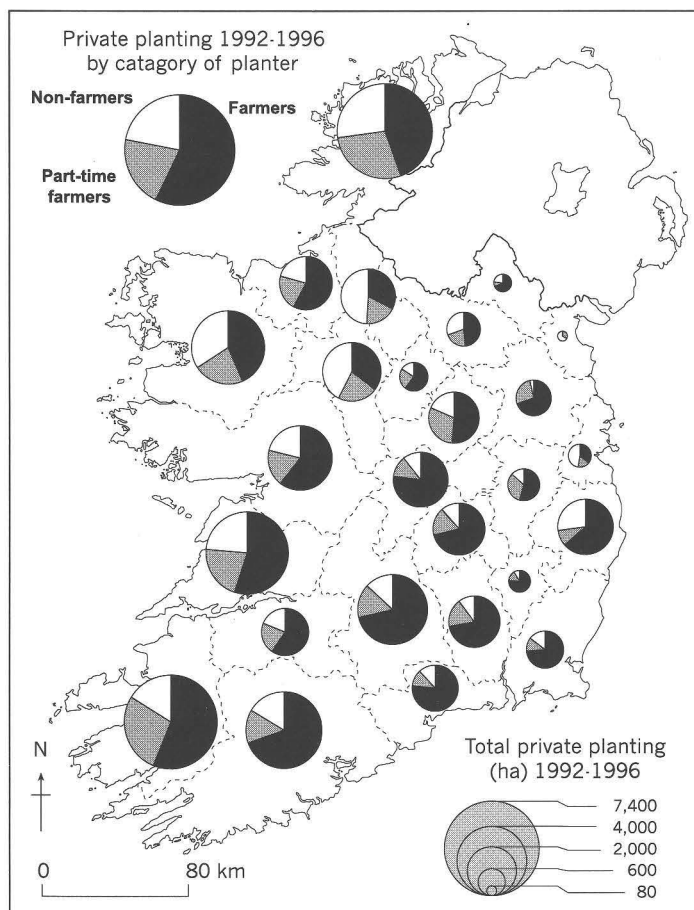 Private planting 1992-1996
by catagory of planter
Non-farmers
Farmers
Part-time
farmers
N
0 80 km
Total private planting
(ha) 1992-1996
7,400
4,000
2,000
600
80